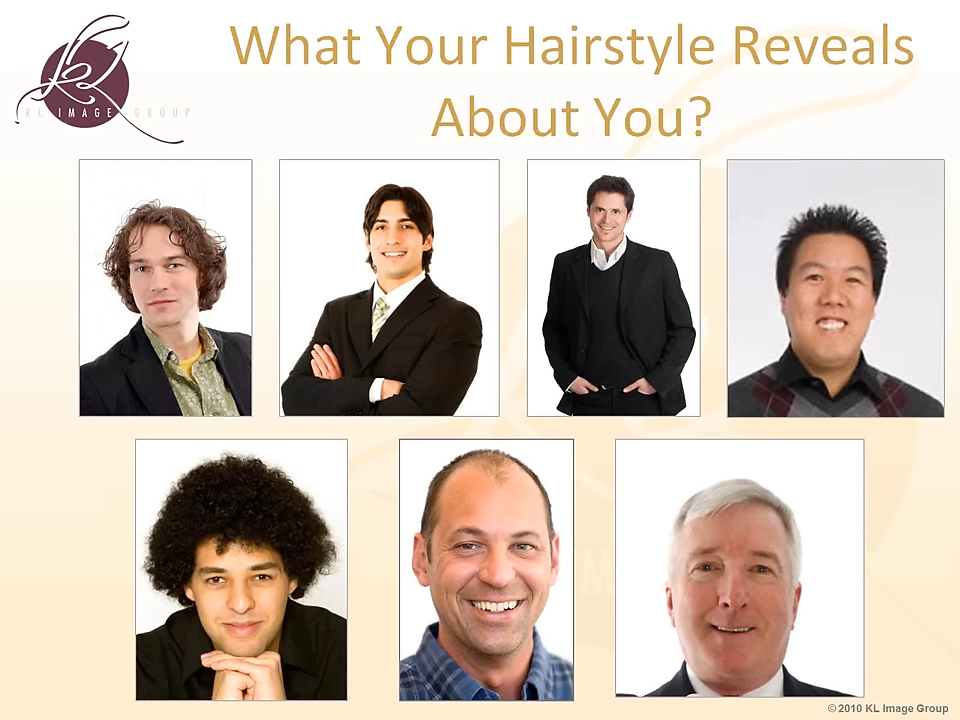 What Your Hairstyle Reveals
About You?
KL IMAGE GROUP
© 2010 KL Image Group